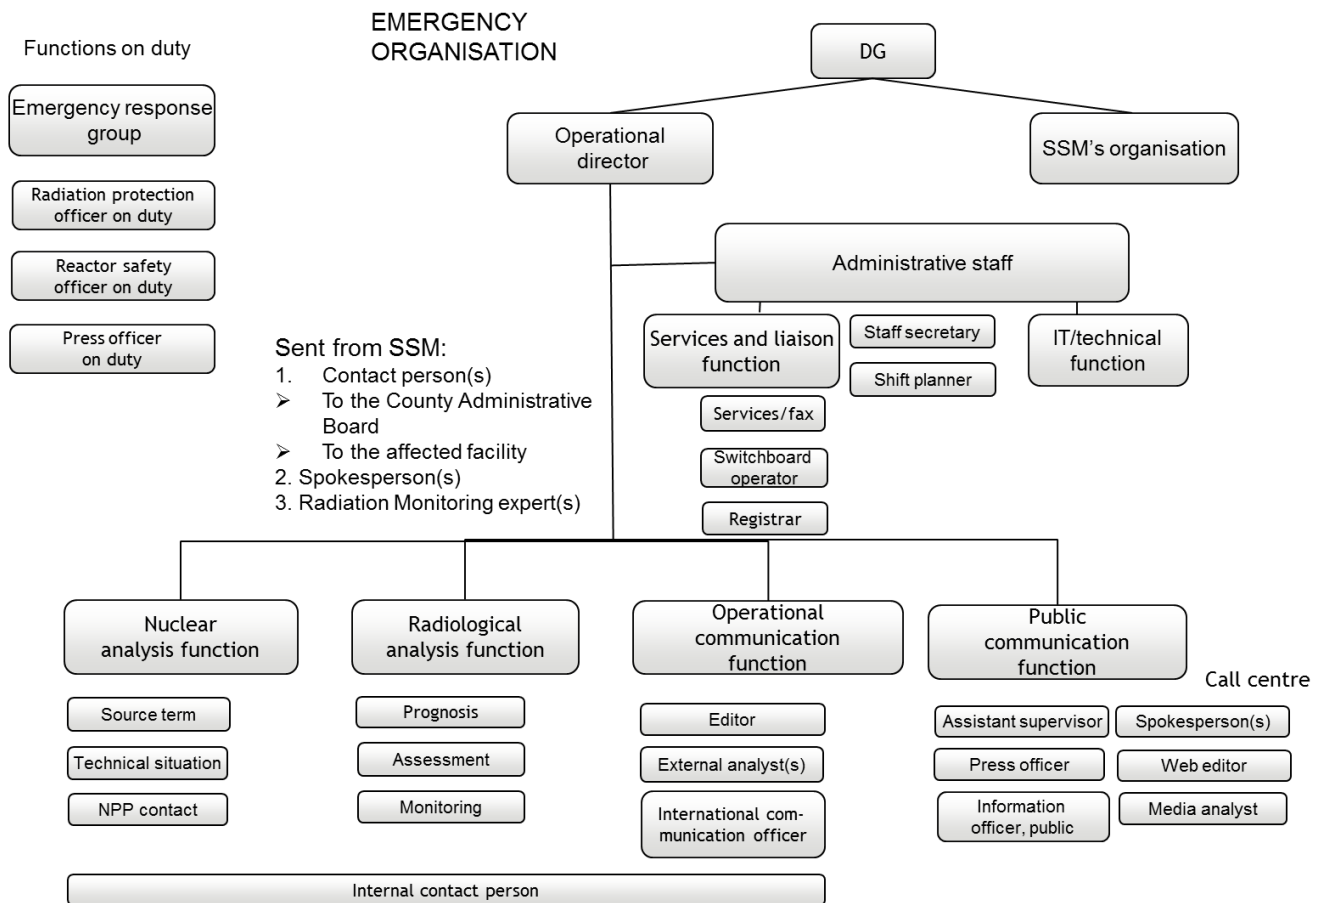 EMERGENCY
ORGANISATION
Functions on duty
Emergency response
group
Radiation protection
officer on duty
Reactor safety
officer on duty
Press officer
on duty
DG
Operational
director
SSM's organisation
Administrative staff
Services and liaison
function
Staff secretary
Shift planner
IT/technical
function
Services/fax
Switchboard
operator
Registrar
Sent from SSM:
1. Contact person(s)
➢ To the County Administrative
Board
➢ To the affected facility
2. Spokesperson(s)
3. Radiation Monitoring expert(s)
Nuclear
analysis function
Source term
Technical situation
NPP contact
Radiological
analysis function
Prognosis
Assessment
Monitoring
Operational
communication
function
Editor
External analyst(s)
International com-
munication officer
Public
communication
function
Call centre
Assistant supervisor
Spokesperson(s)
Press officer
Web editor
Information
officer, public
Media analyst
Internal contact person